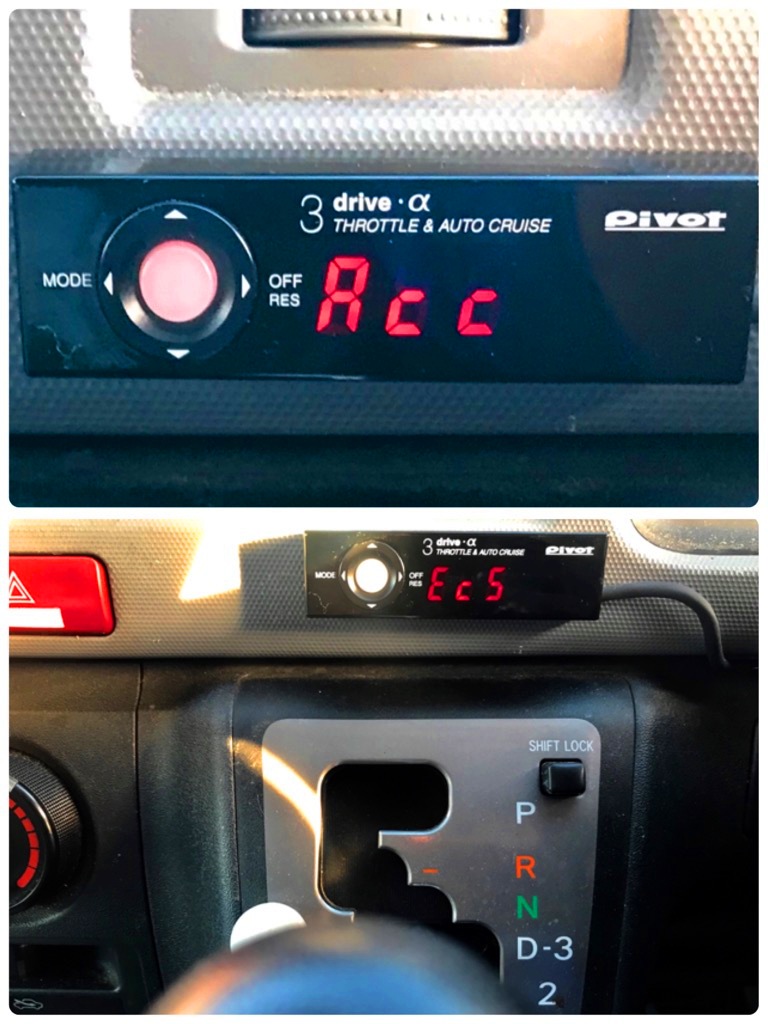 3 drive・α
THROTTLE & AUTO CRUISE
Pivot
MODE
OFF
RES
Acc
3 drive・α
THROTTLE & AUTO CRUISE
Pivot
MODE
OFF
RES
Ec5
SHIFT LOCK
P
R
N
D-3
2